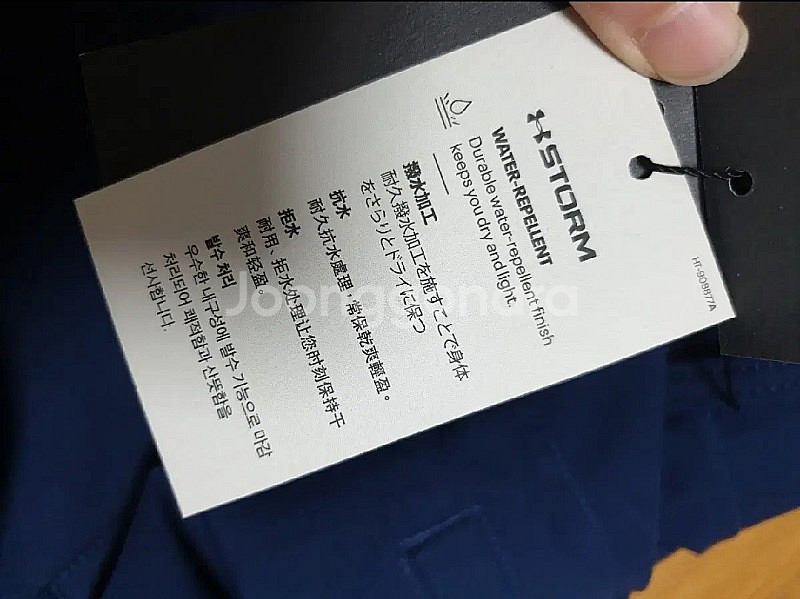 STORM
WATER-REPELLENT
Durable water-repellent finish
keeps you dry and light.
撥水加工
耐久撥水加工を施すことで身体
をさらりとドライに保つ
抗水
耐久抗水處理，常保乾爽輕盈。
拒水
耐用、拒水处理让您时刻保持干
爽和轻盈。
발수 처리
우수한 내구성에 발수 기능으로 마감
처리되어 쾌적함과 산뜻함을
선사합니다.
HT-909877A
Joonggonara